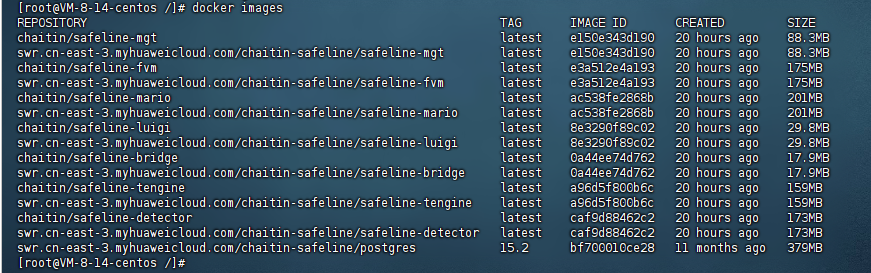 [root@VM-8-14-centos /]# docker images
REPOSITORY TAG IMAGE ID CREATED SIZE
chaitin/safeline-mgt latest e150e343d190 20 hours ago 88.3MB
swr.cn-east-3.myhuaweicloud.com/chaitin-safeline/safeline-mgt latest e150e343d190 20 hours ago 88.3MB
chaitin/safeline-fvm latest e3a512e4a193 20 hours ago 175MB
swr.cn-east-3.myhuaweicloud.com/chaitin-safeline/safeline-fvm latest e3a512e4a193 20 hours ago 175MB
chaitin/safeline-mario latest ac538fe2868b 20 hours ago 201MB
swr.cn-east-3.myhuaweicloud.com/chaitin-safeline/safeline-mario latest ac538fe2868b 20 hours ago 201MB
chaitin/safeline-luigi latest 8e3290f89c02 20 hours ago 29.8MB
swr.cn-east-3.myhuaweicloud.com/chaitin-safeline/safeline-luigi latest 8e3290f89c02 20 hours ago 29.8MB
chaitin/safeline-bridge latest 0a44ee74d762 20 hours ago 17.9MB
swr.cn-east-3.myhuaweicloud.com/chaitin-safeline/safeline-bridge latest 0a44ee74d762 20 hours ago 17.9MB
chaitin/safeline-tengine latest a96d5f800b6c 20 hours ago 159MB
swr.cn-east-3.myhuaweicloud.com/chaitin-safeline/safeline-tengine latest a96d5f800b6c 20 hours ago 159MB
chaitin/safeline-detector latest caf9d88462c2 20 hours ago 173MB
swr.cn-east-3.myhuaweicloud.com/chaitin-safeline/safeline-detector latest caf9d88462c2 20 hours ago 173MB
swr.cn-east-3.myhuaweicloud.com/chaitin-safeline/postgres 15.2 bf700010ce28 11 months ago 379MB
[root@VM-8-14-centos /]#